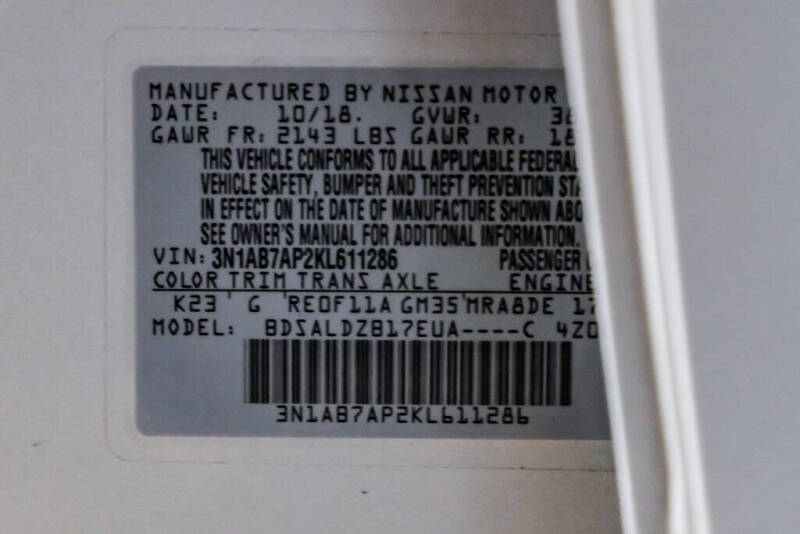 MANUFACTURED BY NISSAN MOTOR
DATE: 10/18. GVWR:
GAWR FR: 2143 LBS GAWR RR:
THIS VEHICLE CONFORMS TO ALL APPLICABLE FEDERAL
VEHICLE SAFETY, BUMPER AND THEFT PREVENTION
IN EFFECT ON THE DATE OF MANUFACTURE SHOWN
SEE OWNER'S MANUAL FOR ADDITIONAL INFORMATION.
VIN: 3N1AB7AP2KL611286 PASSENGER
COLOR TRIM TRANS AXLE ENGINE
K23 G RE0F11A GM35 MRA8DE
MODEL: BDSALDZB17EUA----C
3N1AB7AP2KL611286